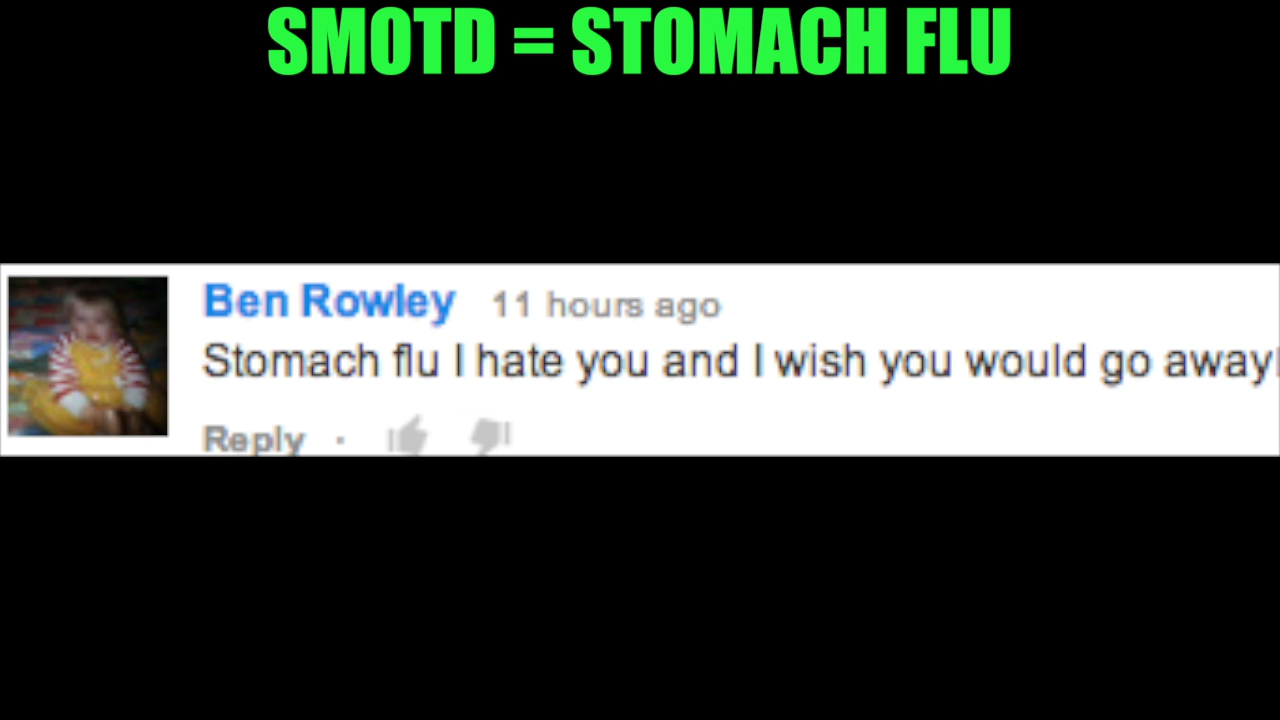 SMOTD = STOMACH FLU
Ben Rowley 11 hours ago
Stomach flu I hate you and I wish you would go away!
Reply ·